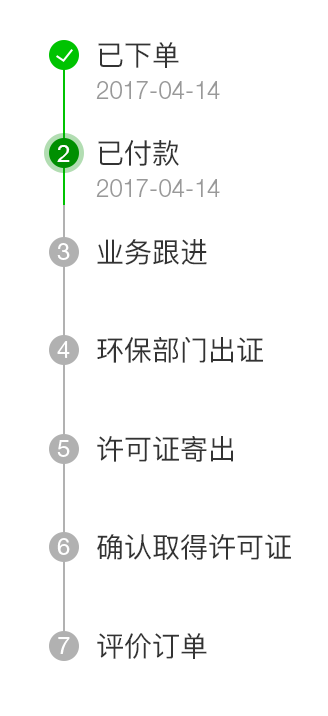 已下单
2017-04-14
2 已付款
2017-04-14
3 业务跟进
4 环保部门出证
5 许可证寄出
6 确认取得许可证
7 评价订单